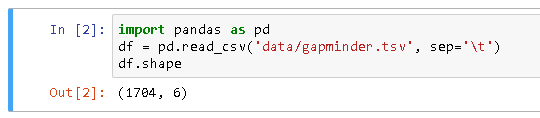 In [2]: import pandas as pd
df = pd.read_csv('data/gapminder.tsv', sep='\t')
df.shape
Out[2]: (1704, 6)